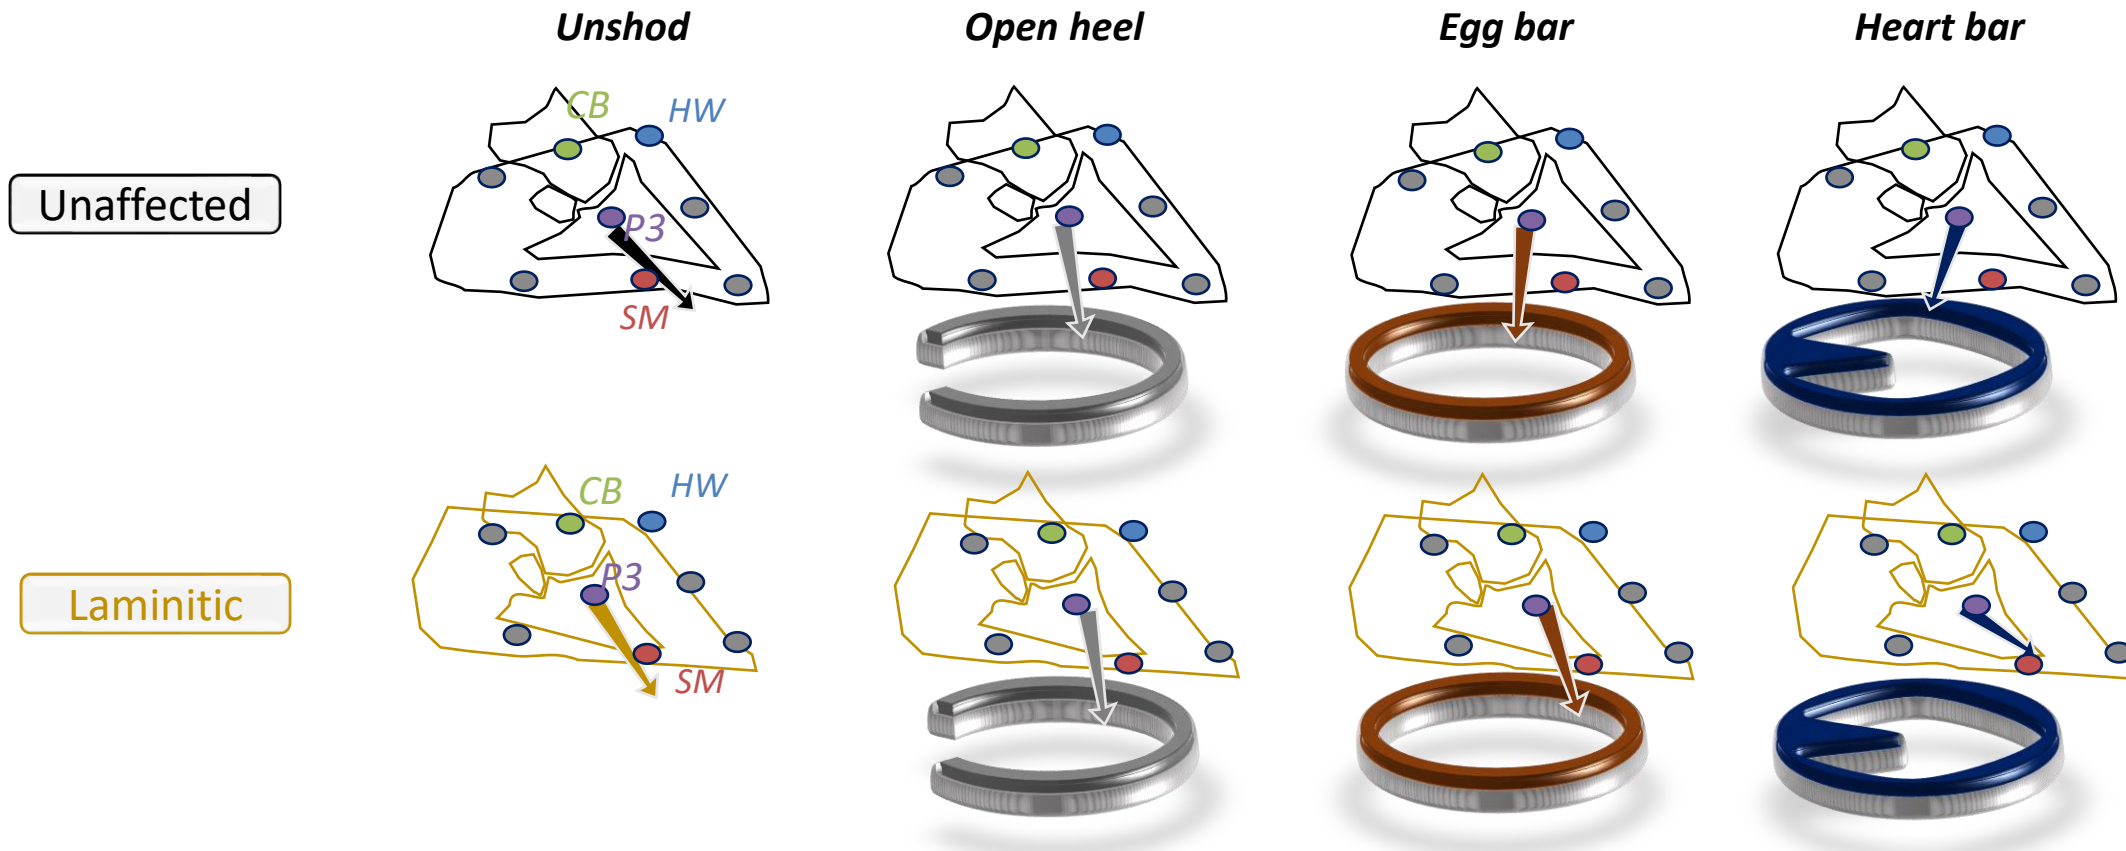 Unshod
Open heel
Egg bar
Heart bar
CB
HW
Unaffected
P3
SM
CB
HW
Laminitic
P3
SM